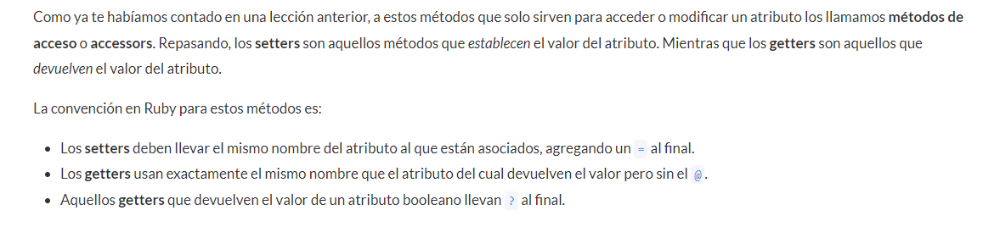 Como ya te habíamos contado en una lección anterior, a estos métodos que solo sirven para acceder o modificar un atributo los llamamos métodos de
acceso o accessors. Repasando, los setters son aquellos métodos que establecen el valor del atributo. Mientras que los getters son aquellos que
devuelven el valor del atributo.
La convención en Ruby para estos métodos es:
• Los setters deben llevar el mismo nombre del atributo al que están asociados, agregando un = al final.
• Los getters usan exactamente el mismo nombre que el atributo del cual devuelven el valor pero sin el @.
• Aquellos getters que devuelven el valor de un atributo booleano llevan ? al final.